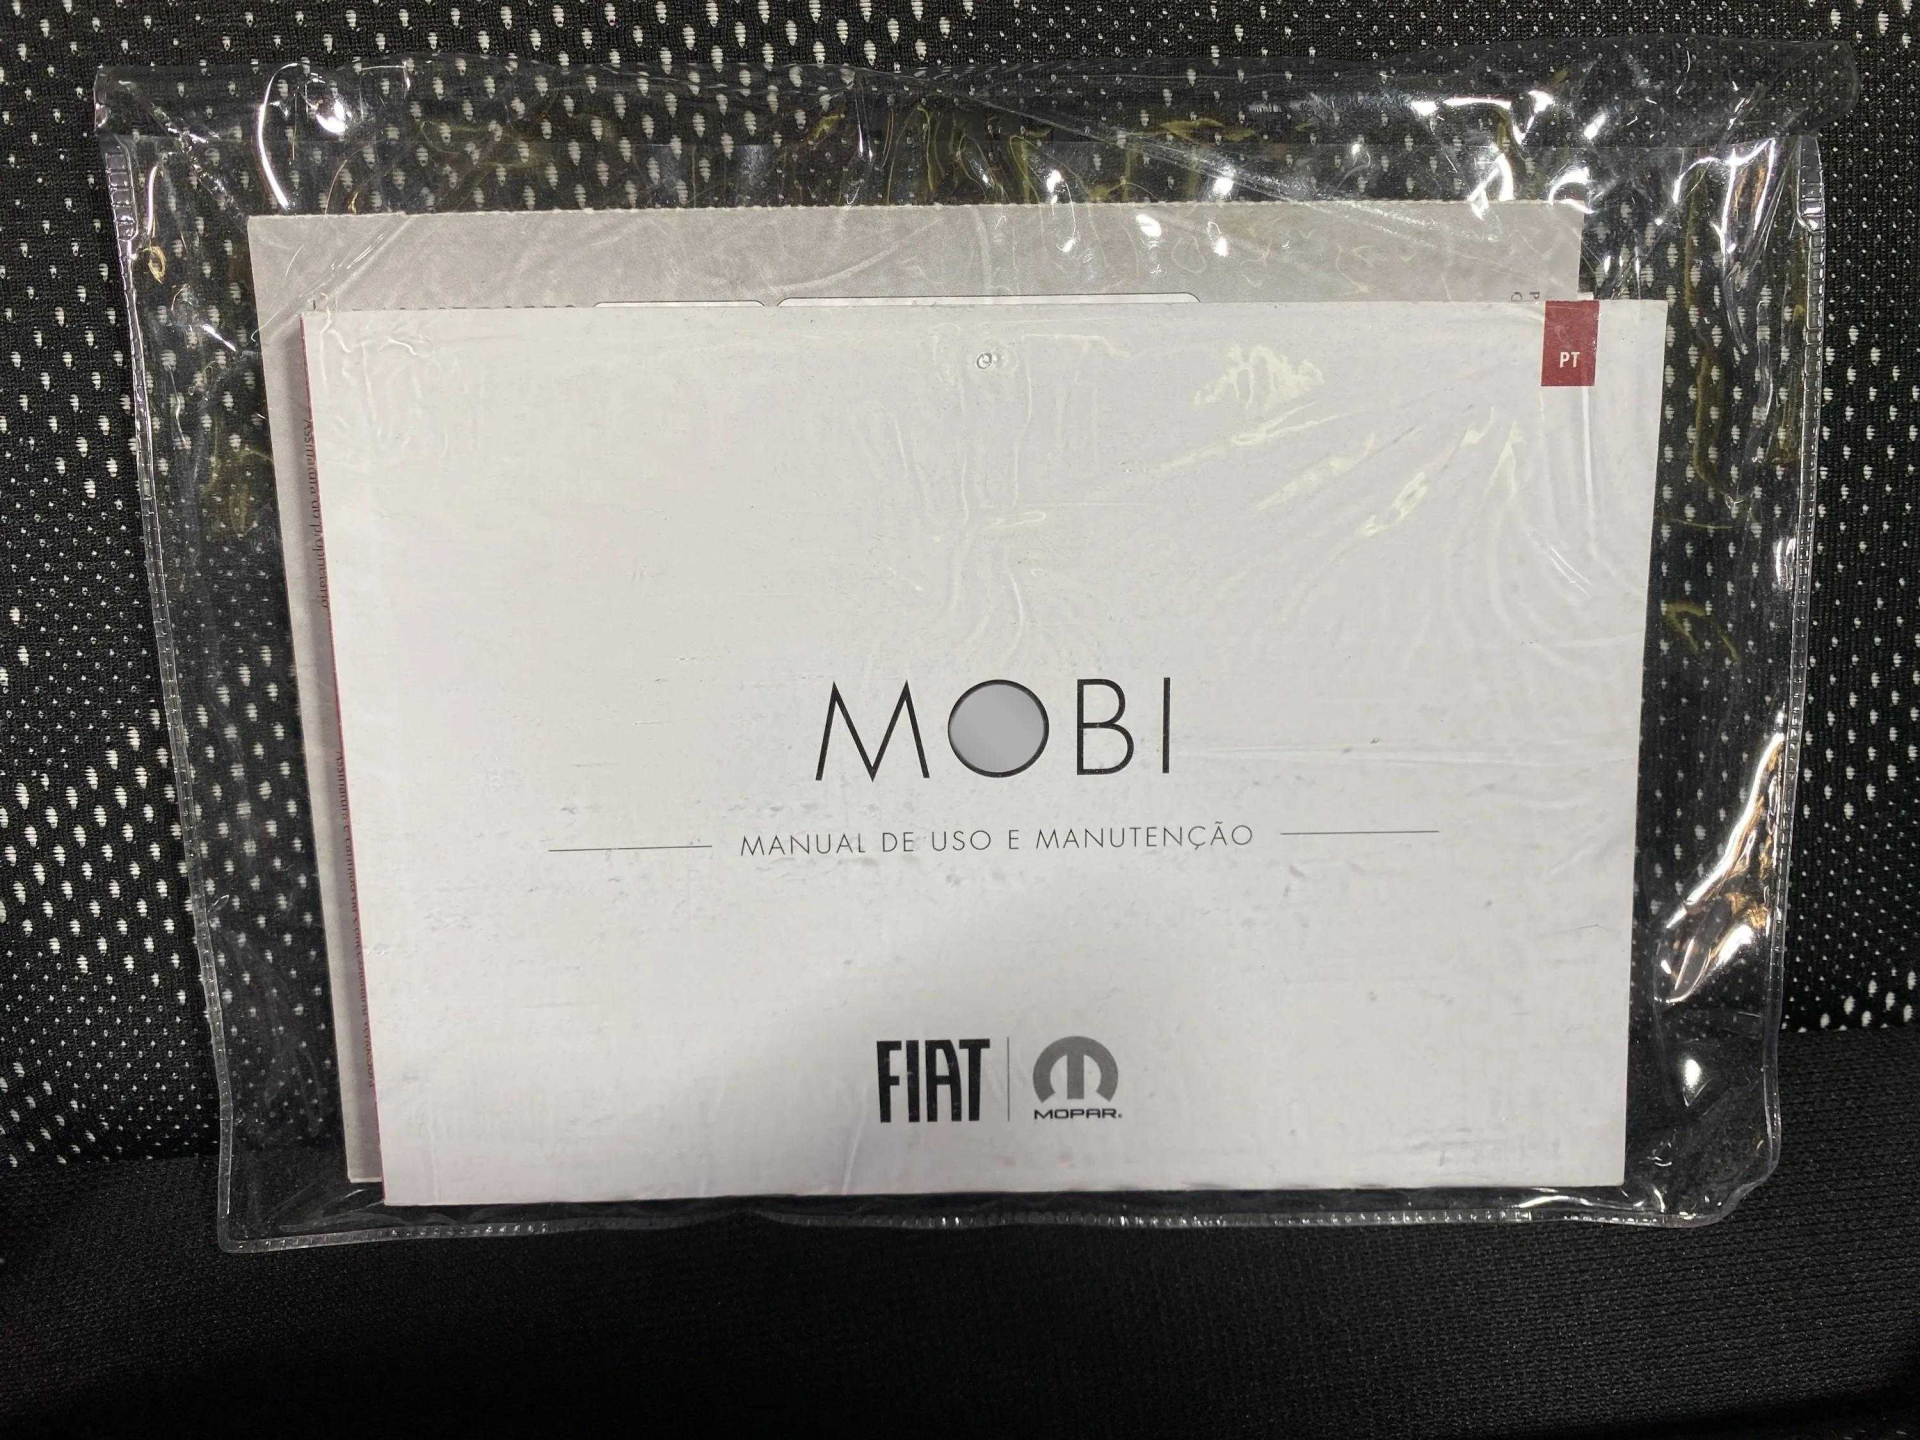 PT
MOBI
MANUAL DE USO E MANUTENÇÃO
FIAT
MOPAR.